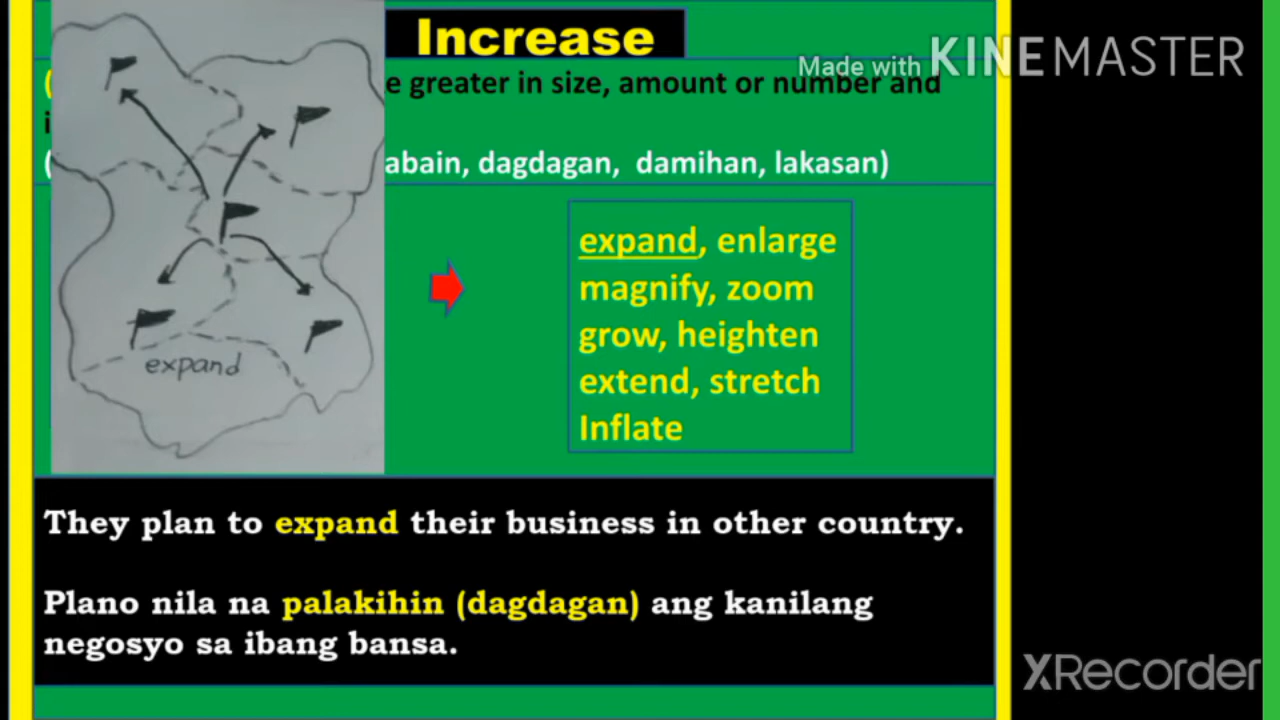 Increase
Made with KINEMASTER
e greater in size, amount or number and
abain, dagdagan, damihan, lakasan)
expand, enlarge
magnify, zoom
grow, heighten
extend, stretch
Inflate
expand
They plan to expand their business in other country.
Plano nila na palakihin (dagdagan) ang kanilang
negosyo sa ibang bansa.
XRecorder